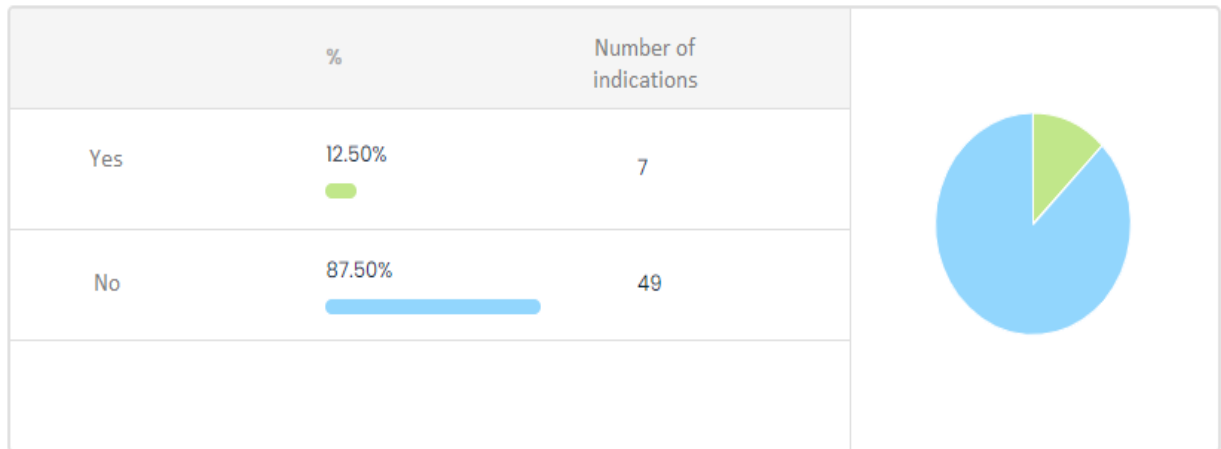 %
Number of
indications
Yes
12.50%
7
No
87.50%
49